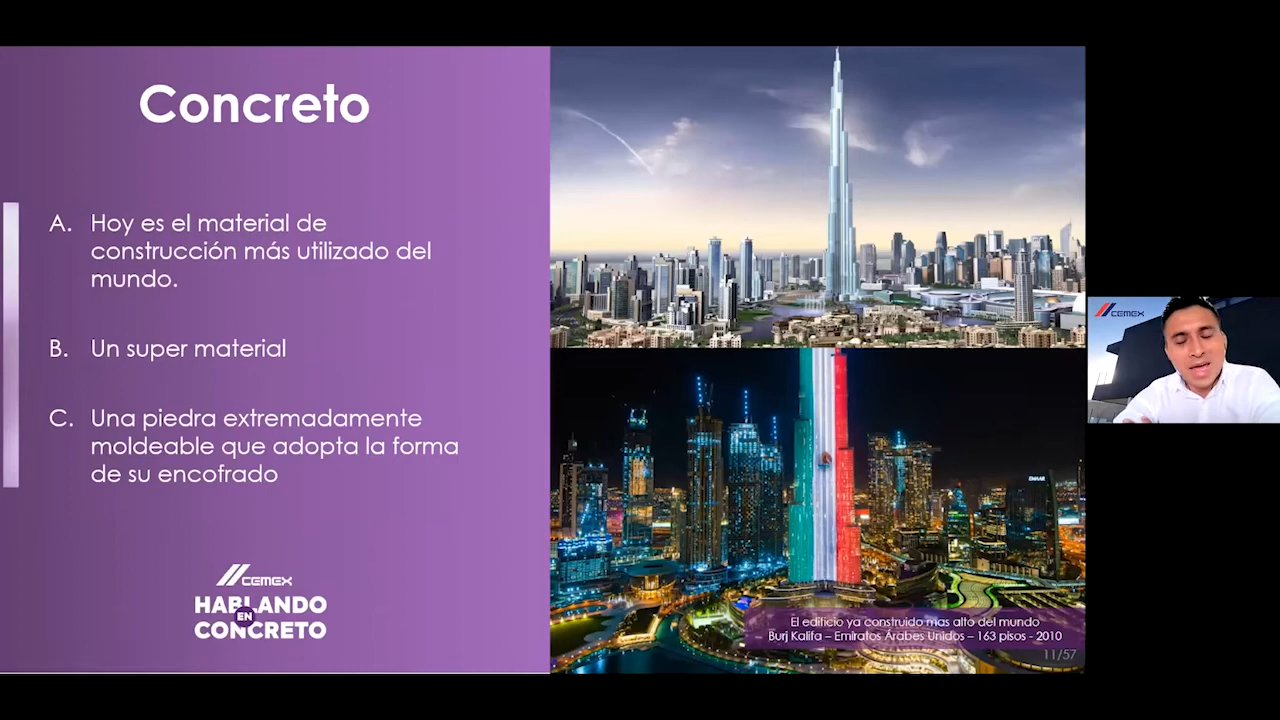 Concreto
A. Hoy es el material de
construcción más utilizado del
mundo.
B. Un super material
C. Una piedra extremadamente
moldeable que adopta la forma
de su encofrado
CEMEX
HABLANDO
EN
CONCRETO
EMAAR
El edificio ya construido mas alto del mundo
Burj Kalifa – Emiratos Árabes Unidos – 163 pisos - 2010
11/57
CEMEX